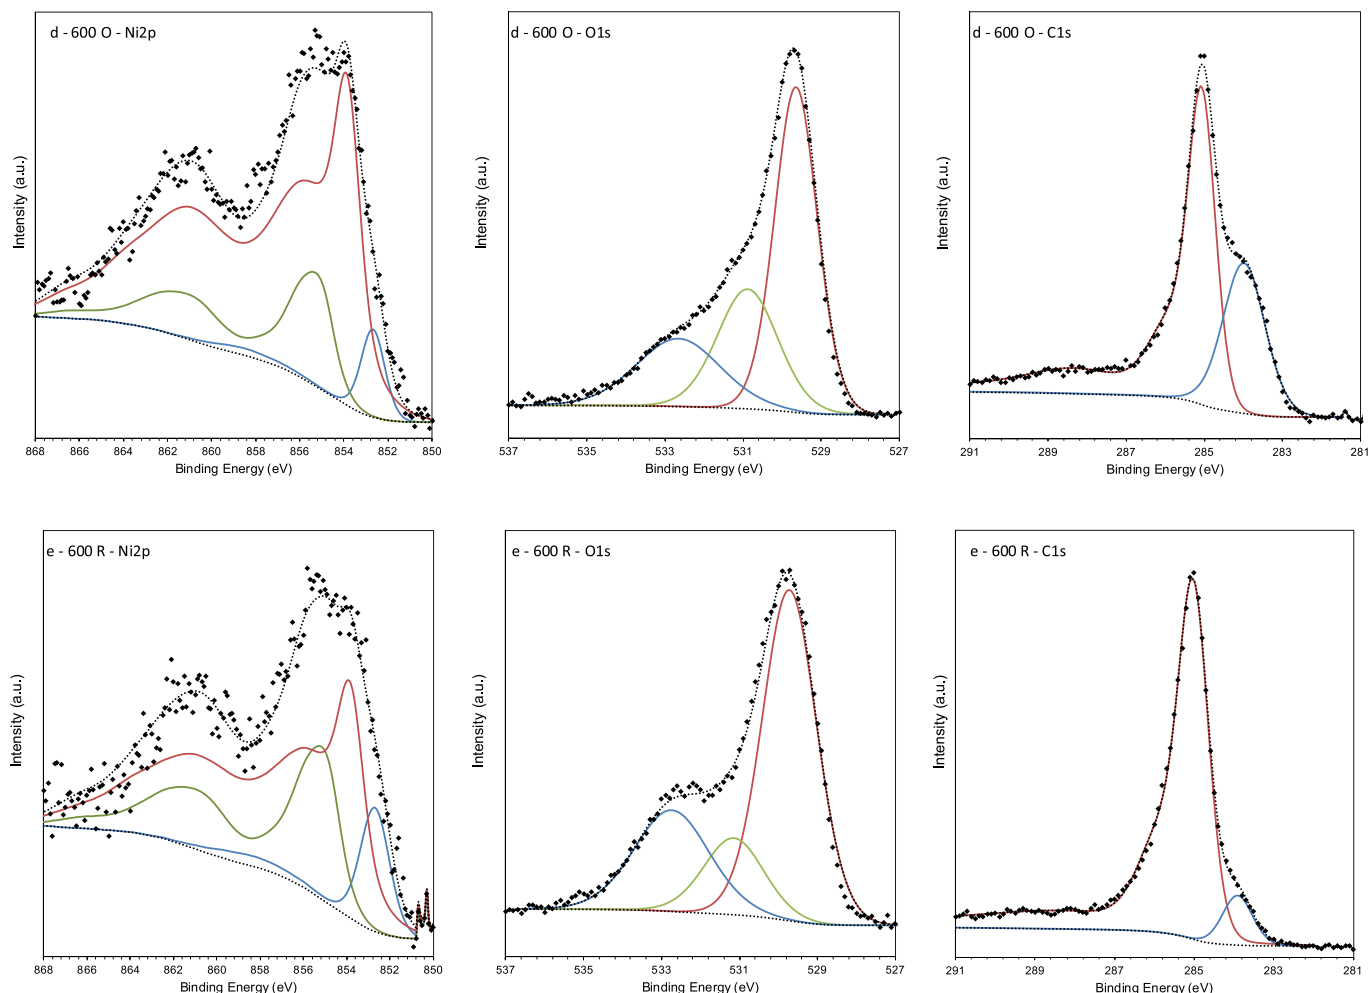 d - 600 O - Ni2p
Intensity (a.u.)
868 866 864 862 860 858 856 854 852 850
Binding Energy (eV)
d - 600 O - O1s
Intensity (a.u.)
537 535 533 531 529 527
Binding Energy (eV)
d - 600 O - C1s
Intensity (a.u.)
291 289 287 285 283 281
Binding Energy (eV)
e - 600 R - Ni2p
Intensity (a.u.)
868 866 864 862 860 858 856 854 852 850
Binding Energy (eV)
e - 600 R - O1s
Intensity (a.u.)
537 535 533 531 529 527
Binding Energy (eV)
e - 600 R - C1s
Intensity (a.u.)
291 289 287 285 283 281
Binding Energy (eV)